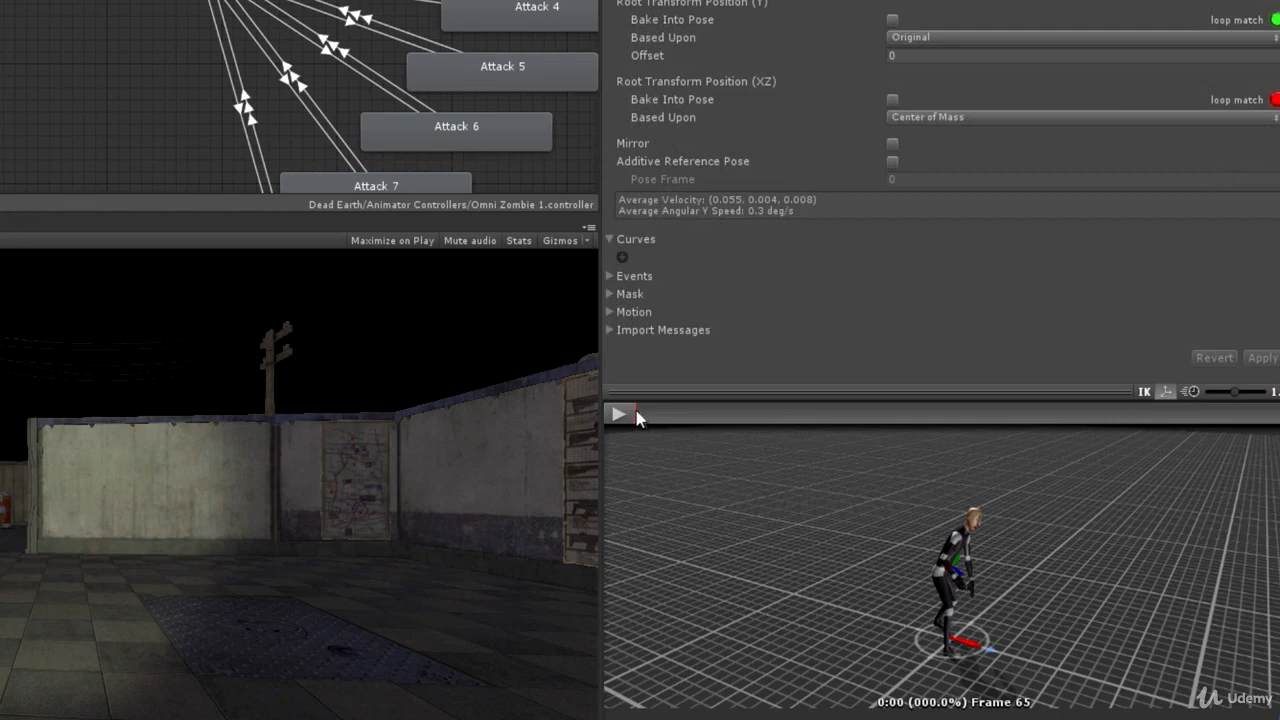 Attack 4
Attack 5
Attack 6
Attack 7
Dead Earth/Animator Controllers/Omni Zombie 1.controller
Maximize on Play Mute audio Stats Gizmos
Root Transform Position (Y)
Bake Into Pose loop match
Based Upon Original
Offset 0
Root Transform Position (XZ)
Bake Into Pose loop match
Based Upon Center of Mass
Mirror
Additive Reference Pose
Pose Frame 0
Average Velocity: (0.055, 0.004, 0.008)
Average Angular Y Speed: 0.3 deg/s
Curves
Events
Mask
Motion
Import Messages
Revert Apply
IK 1.
0:00 (000.0%) Frame 65
Udemy